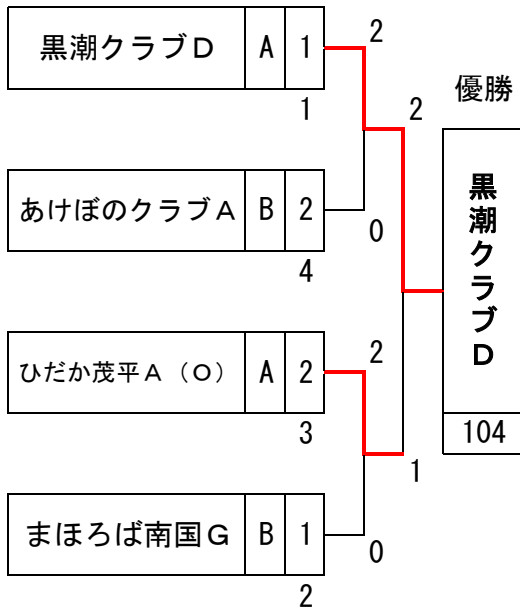 黒潮クラブD A 1 2
1
優勝
2
あけぼのクラブA B 2 0
4
黒潮クラブD
104
ひだか茂平A（O） A 2 2
3
1
まほろば南国G B 1 0
2